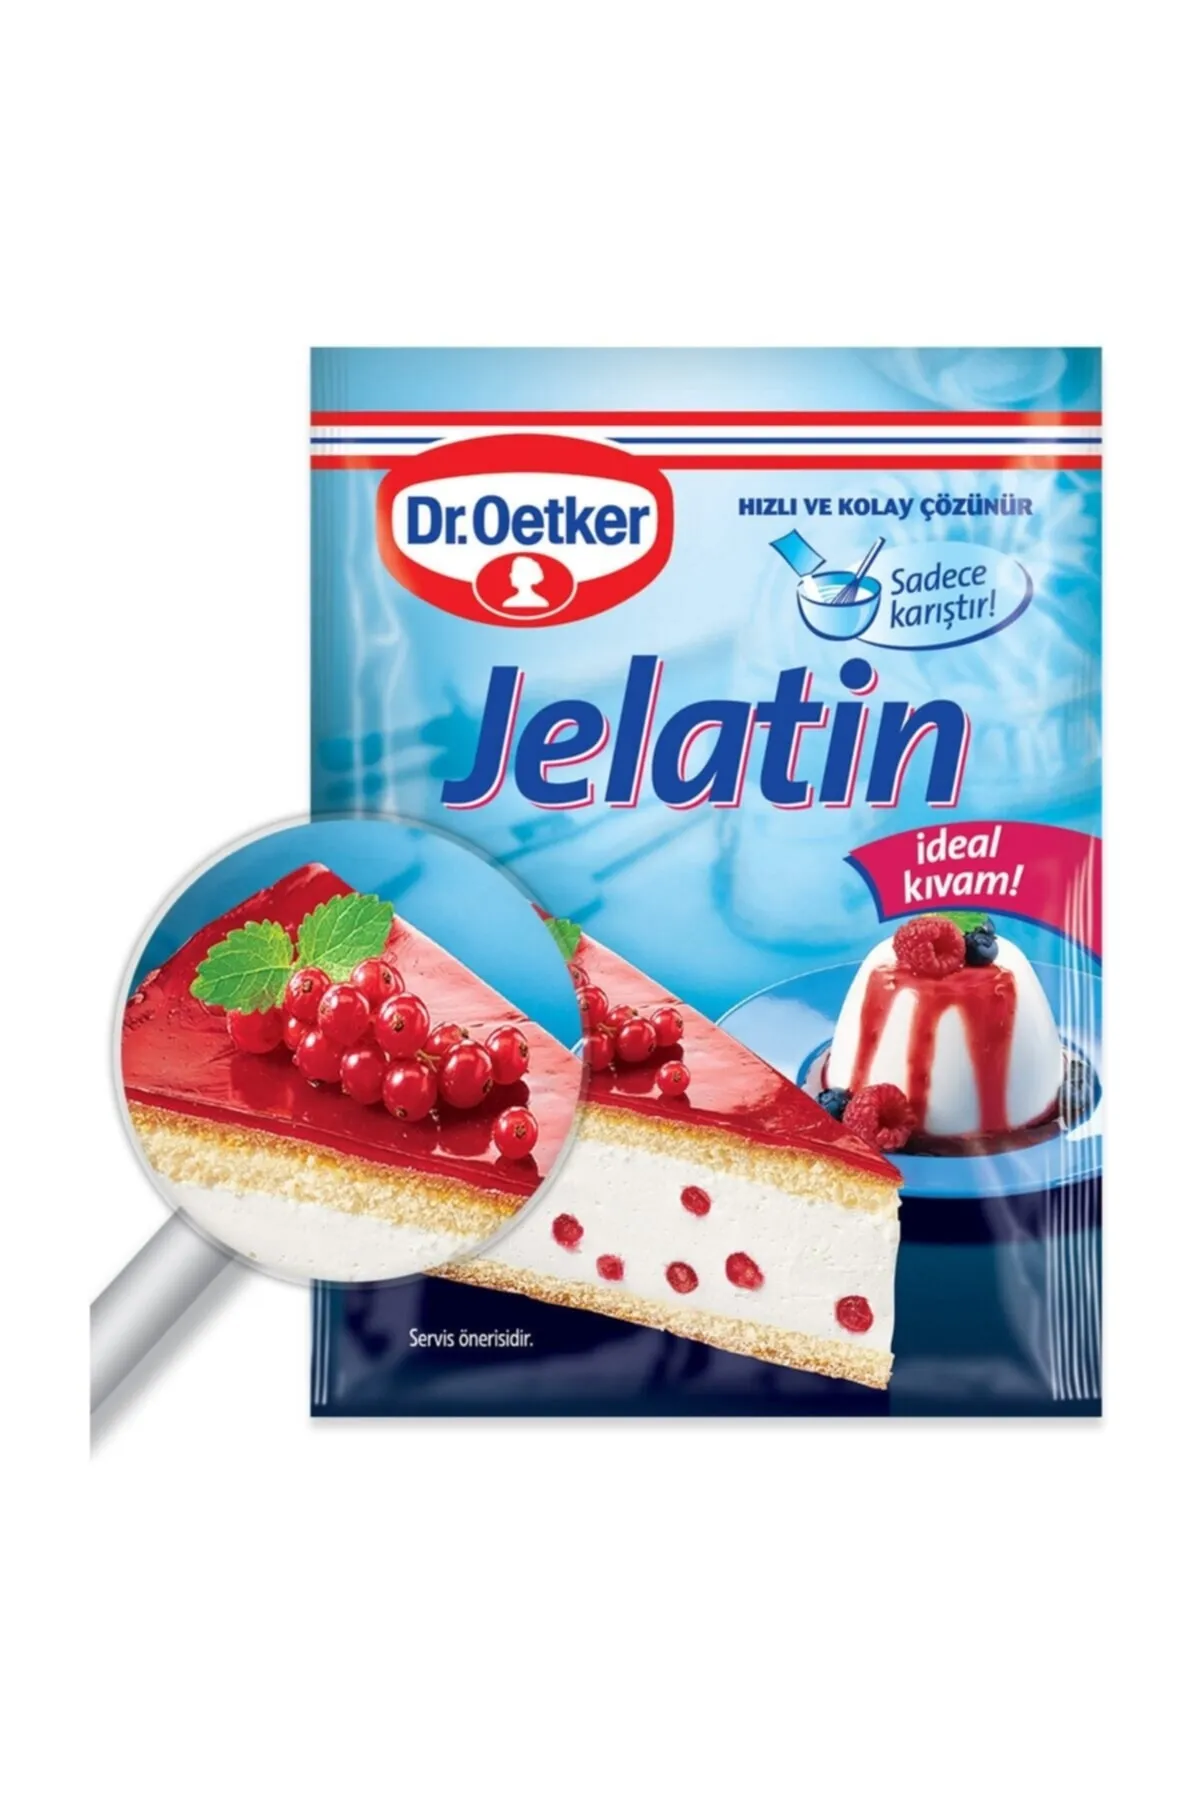 Dr.Oetker
HIZLI VE KOLAY ÇÖZÜNÜR
Sadece
karıştır!
Jelatin
ideal
kıvam!
Servis önerisidir.